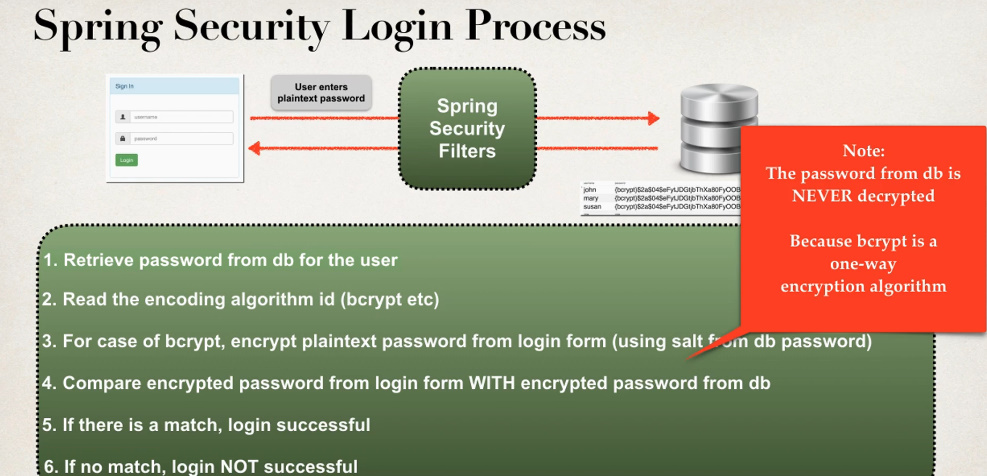 Spring Security Login Process
Sign In
username
password
Login
User enters
plaintext password
Spring
Security
Filters
john
mary
susan
Note:
The password from db is
NEVER decrypted
Because bcrypt is a
one-way
encryption algorithm
1. Retrieve password from db for the user
2. Read the encoding algorithm id (bcrypt etc)
3. For case of bcrypt, encrypt plaintext password from login form (using salt from db password)
4. Compare encrypted password from login form WITH encrypted password from db
5. If there is a match, login successful
6. If no match, login NOT successful